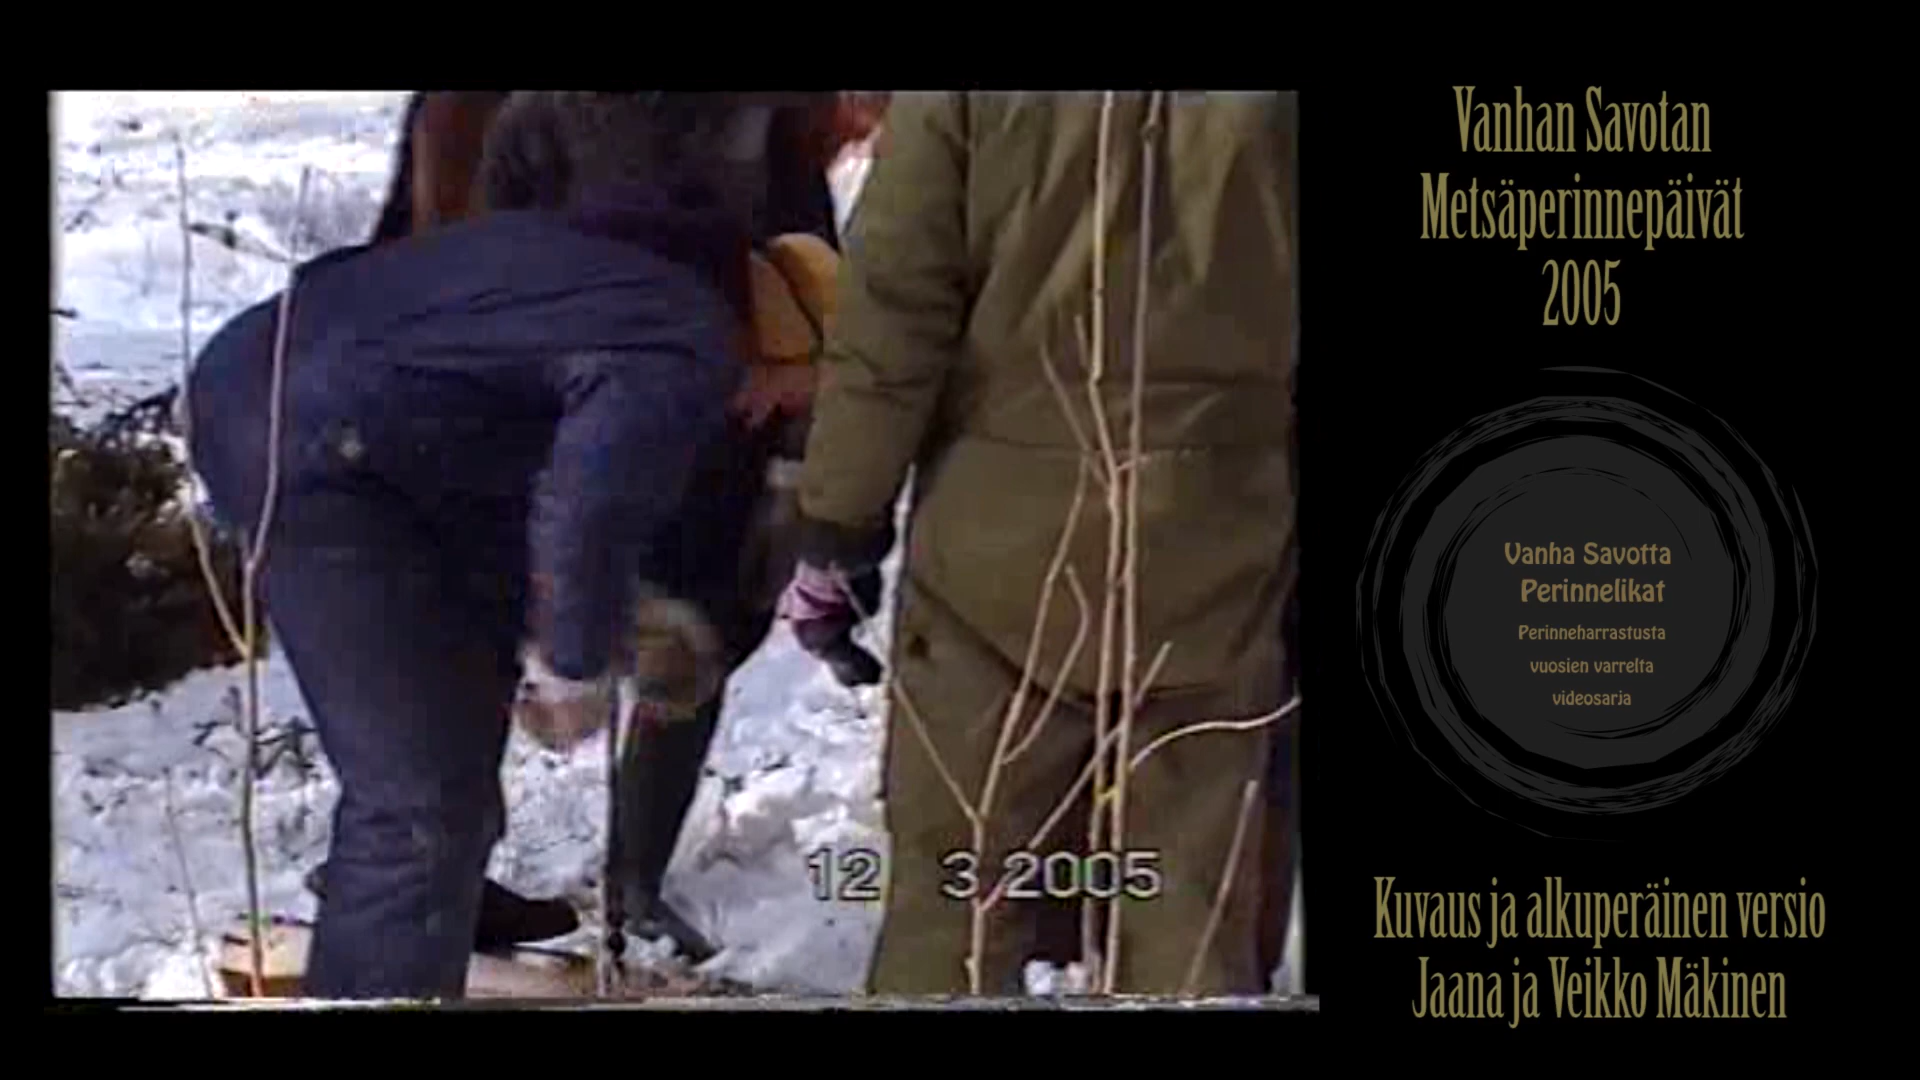 Vanhan Savotan
Metsäperinnepäivät
2005
Vanha Savotta
Perinnelikat
Perinneharrastusta
vuosien varrelta
videosarja
12 3 2005
Kuvaus ja alkuperäinen versio
Jaana ja Veikko Mäkinen